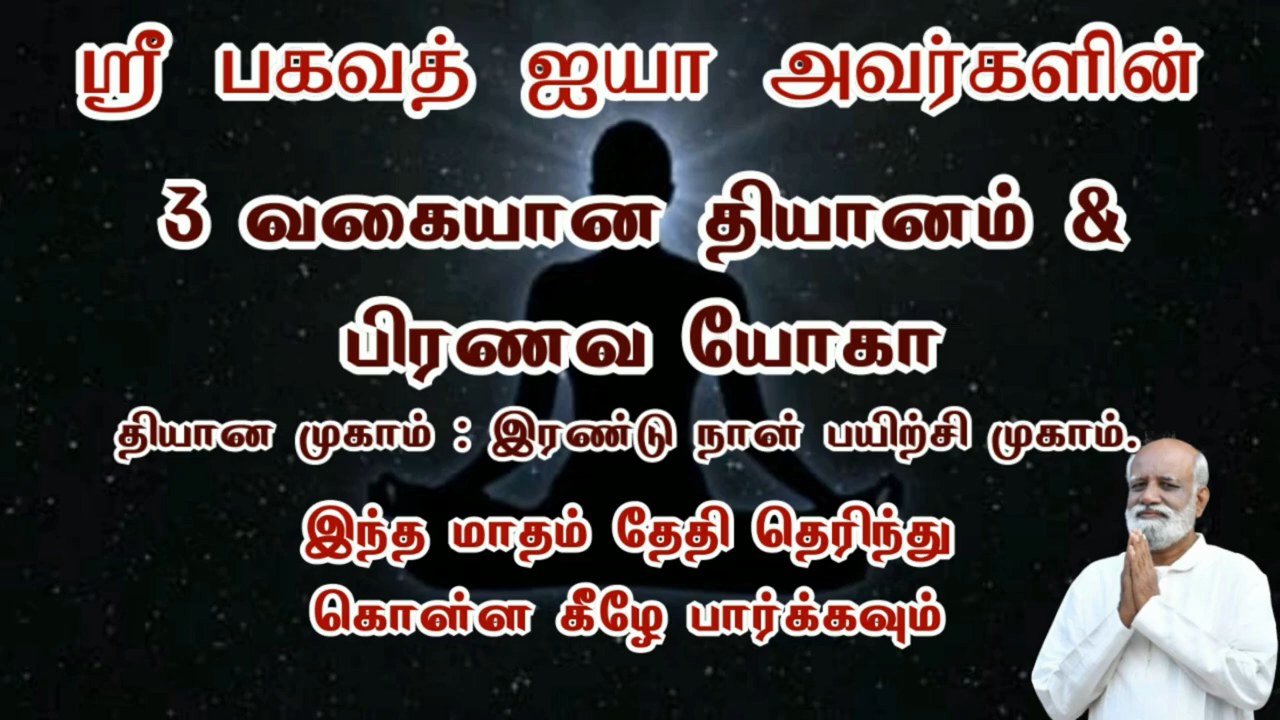 ஸ்ரீ பகவத் ஐயா அவர்களின்
3 வகையான தியானம் &
பிரணவ யோகா
தியான முகாம் : இரண்டு நாள் பயிற்சி முகாம்.
இந்த மாதம் தேதி தெரிந்து
கொள்ள கீழே பார்க்கவும்